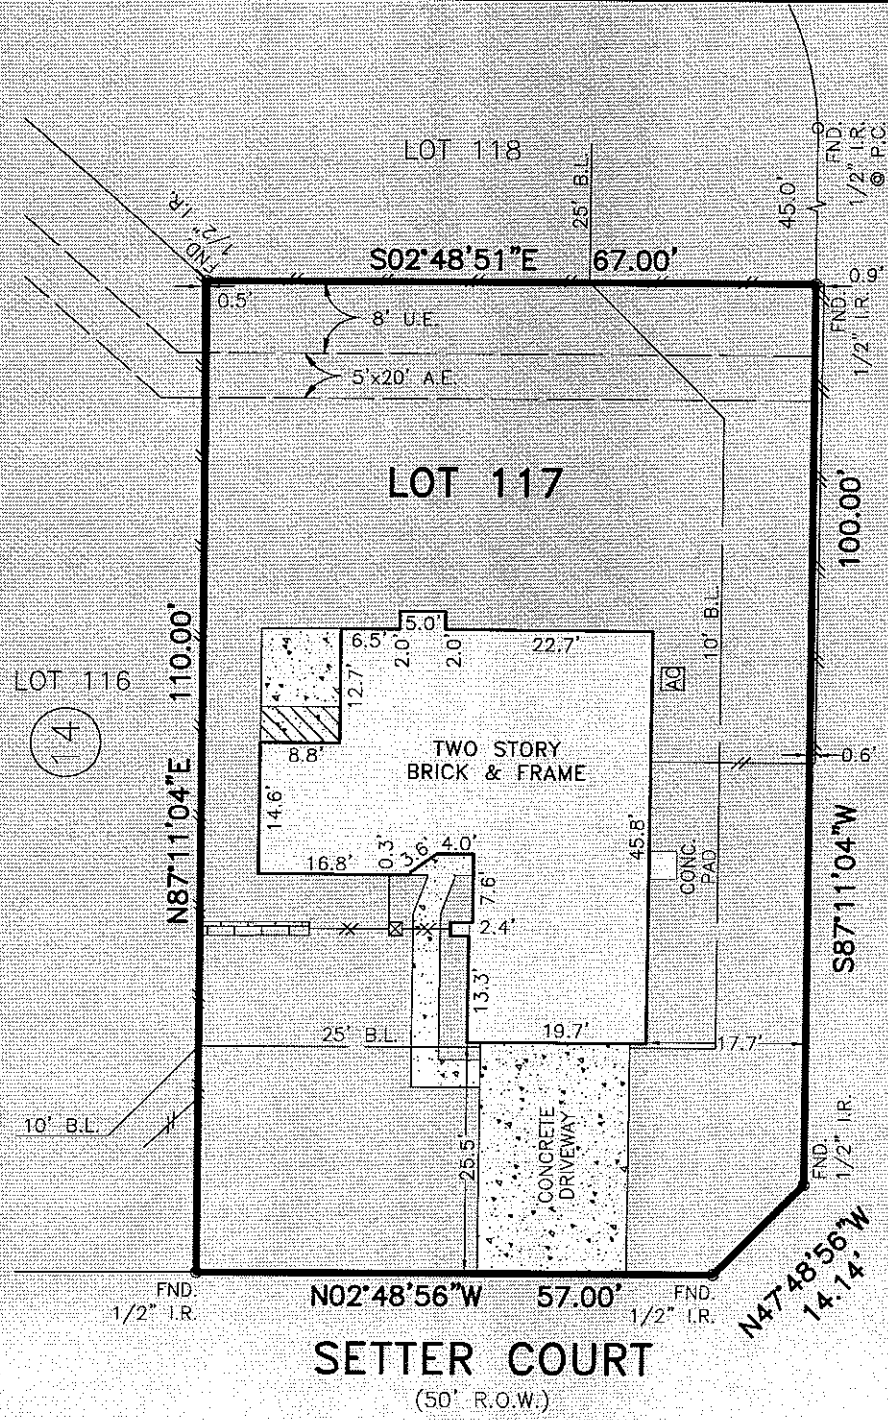 LOT 118
25' B.L.
45.0'
FND.
1/2" I.R.
@ P.C.
FND
1/2" I.R.
S02°48'51"E 67.00'
0.5'
0.9'
FND
1/2" I.R.
8' U.E.
5'x20' A.E.
LOT 117
100.00'
N87°11'04"E 110.00'
LOT 116
14
10' B.L.
5.0'
6.5'
2.0'
2.0'
22.7'
12.7'
AC
8.8'
TWO STORY
BRICK & FRAME
0.6'
14.6'
45.8'
16.8'
0.3'
3.6'
4.0'
7.6'
CONC.
PAD
2.4'
S87°11'04"W
13.3'
25' B.L.
19.7'
17.7'
10' B.L.
25.5'
CONCRETE
DRIVEWAY
FND.
1/2" I.R.
N47°48'56"W
14.14'
FND.
1/2" I.R.
N02°48'56"W 57.00'
FND.
1/2" I.R.
SETTER COURT
(50' R.O.W.)